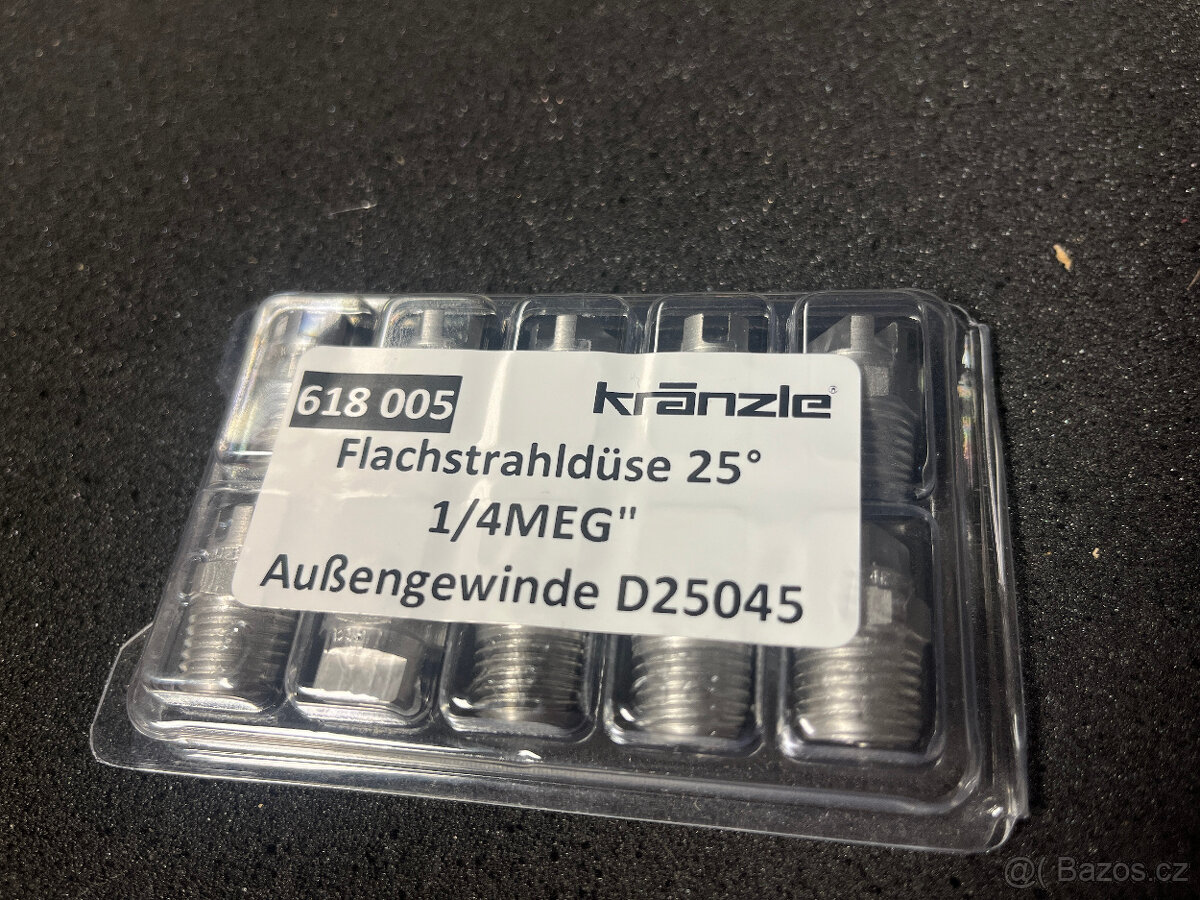 618 005 kränzle®
Flachstrahldüse 25°
1/4MEG"
Außengewinde D25045
@( Bazos.cz